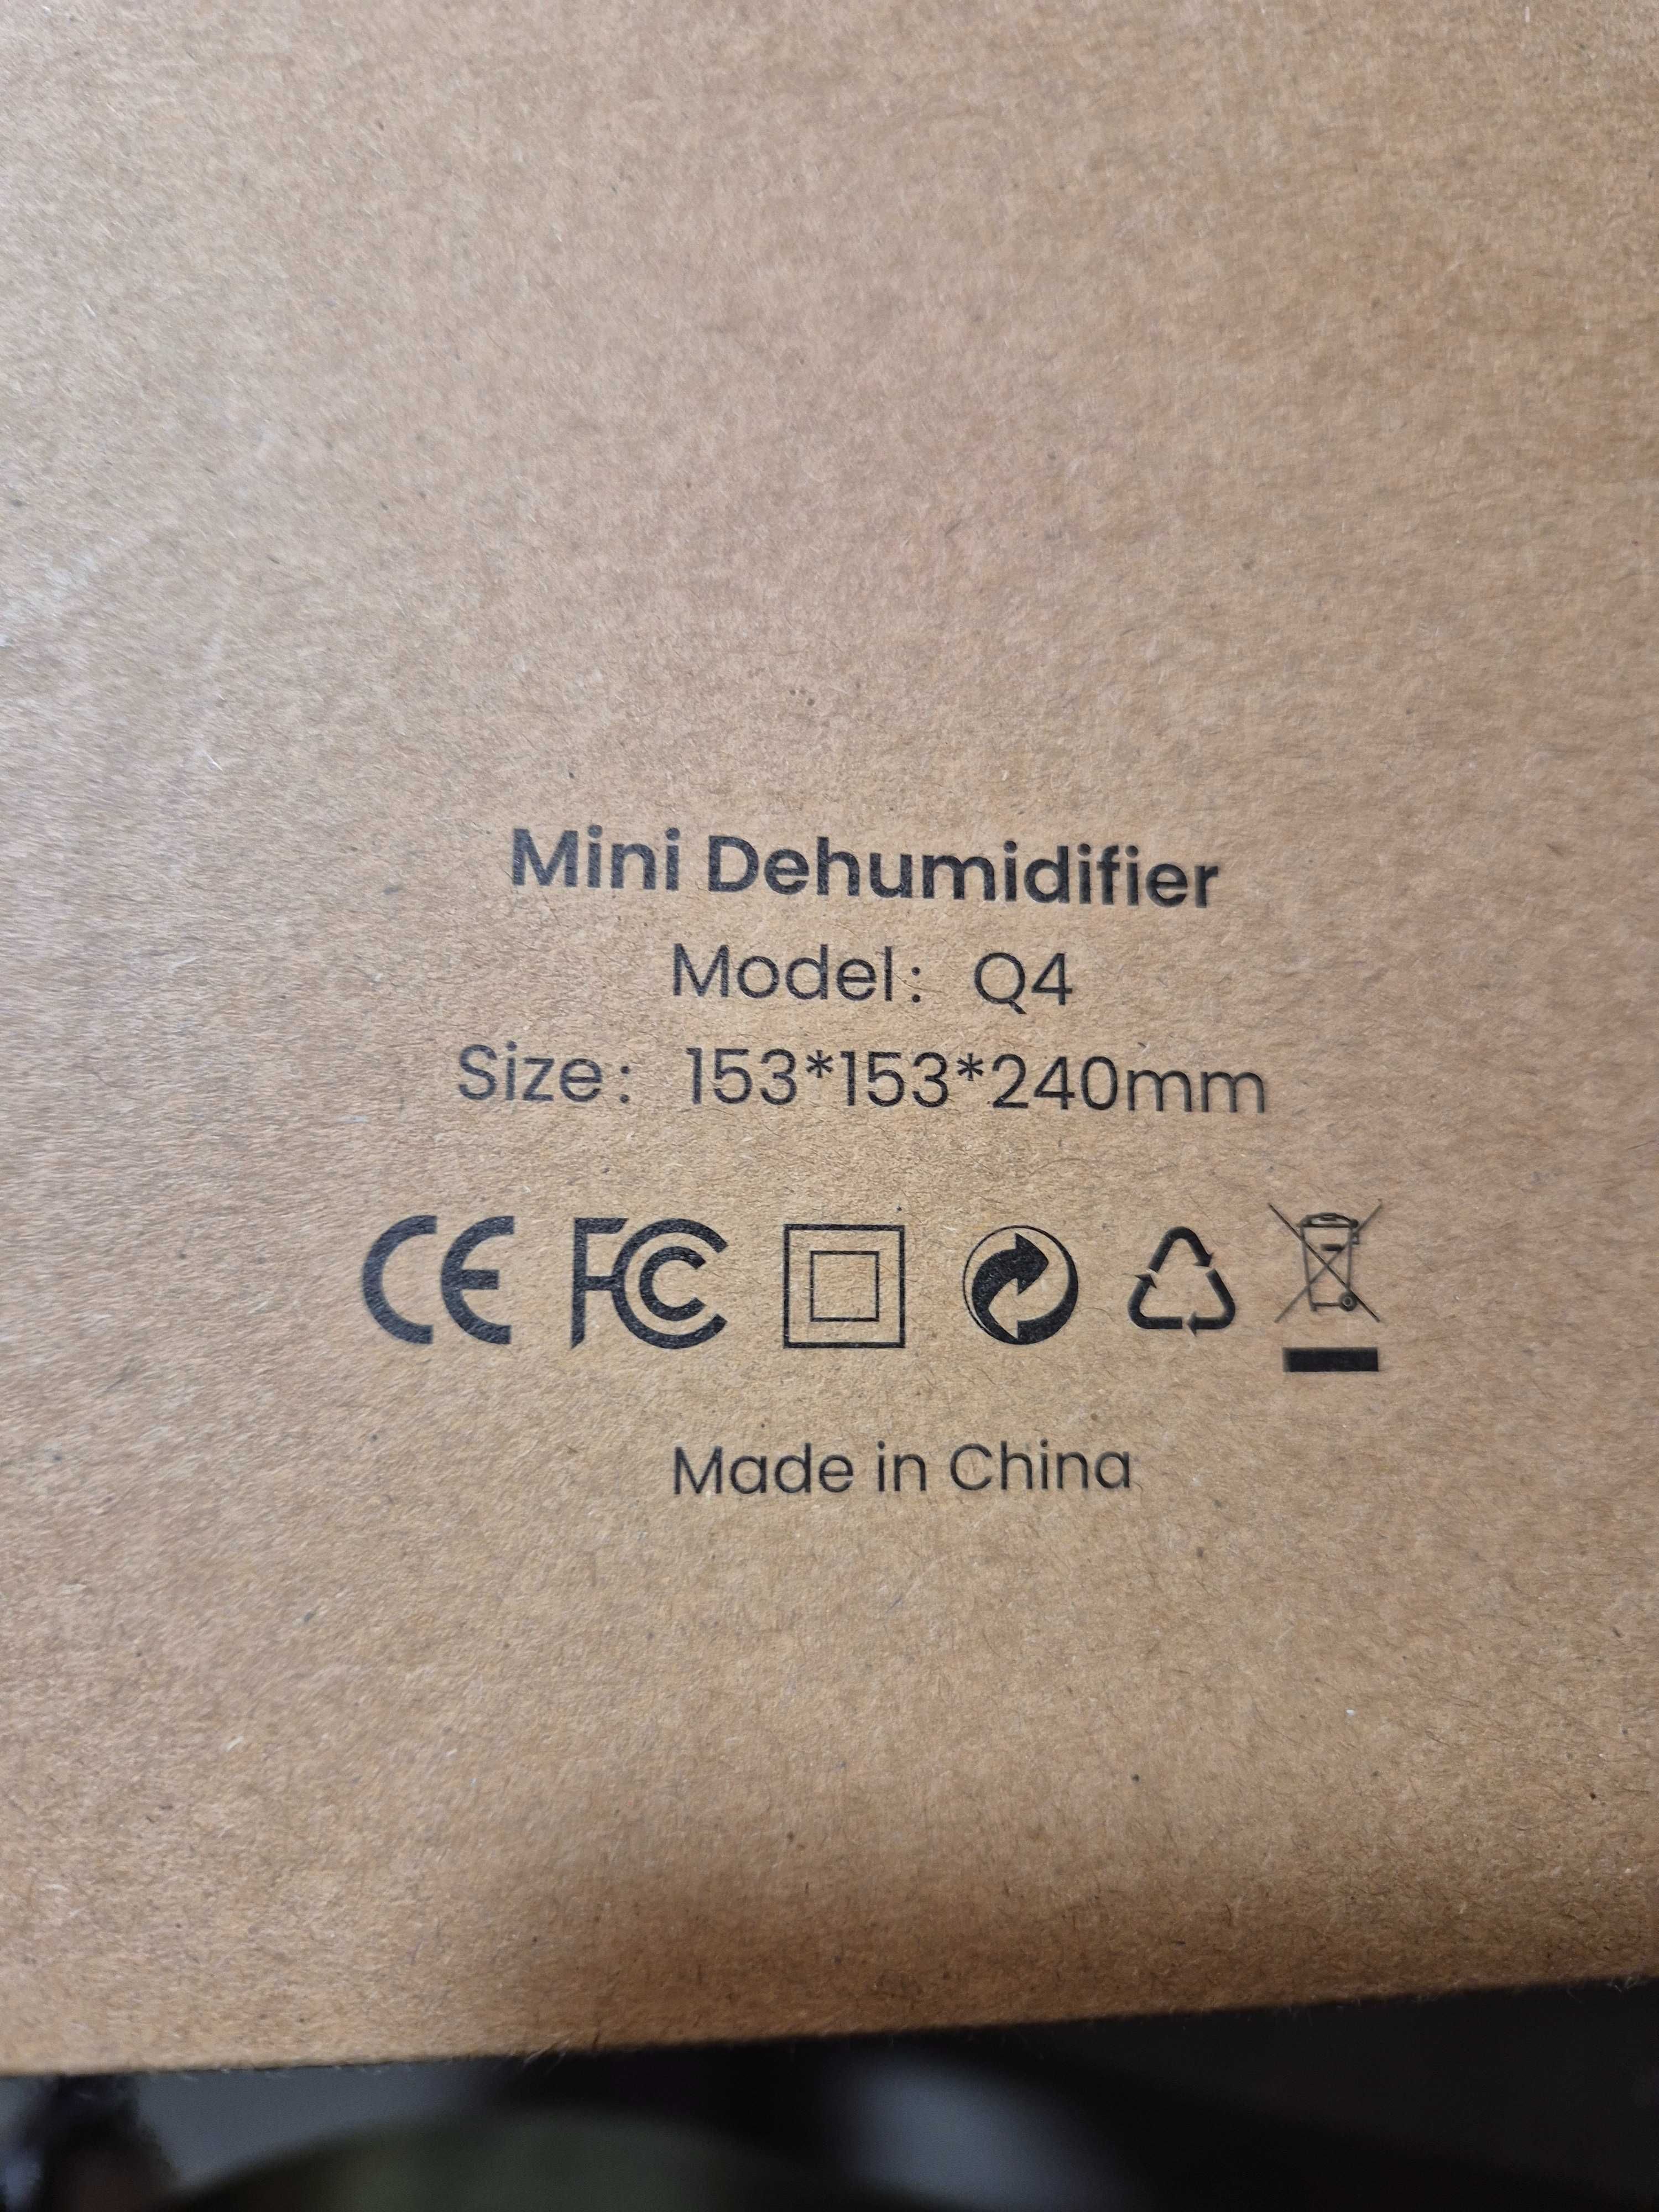 Mini Dehumidifier
Model: Q4
Size: 153*153*240mm
CE FC
Made in China